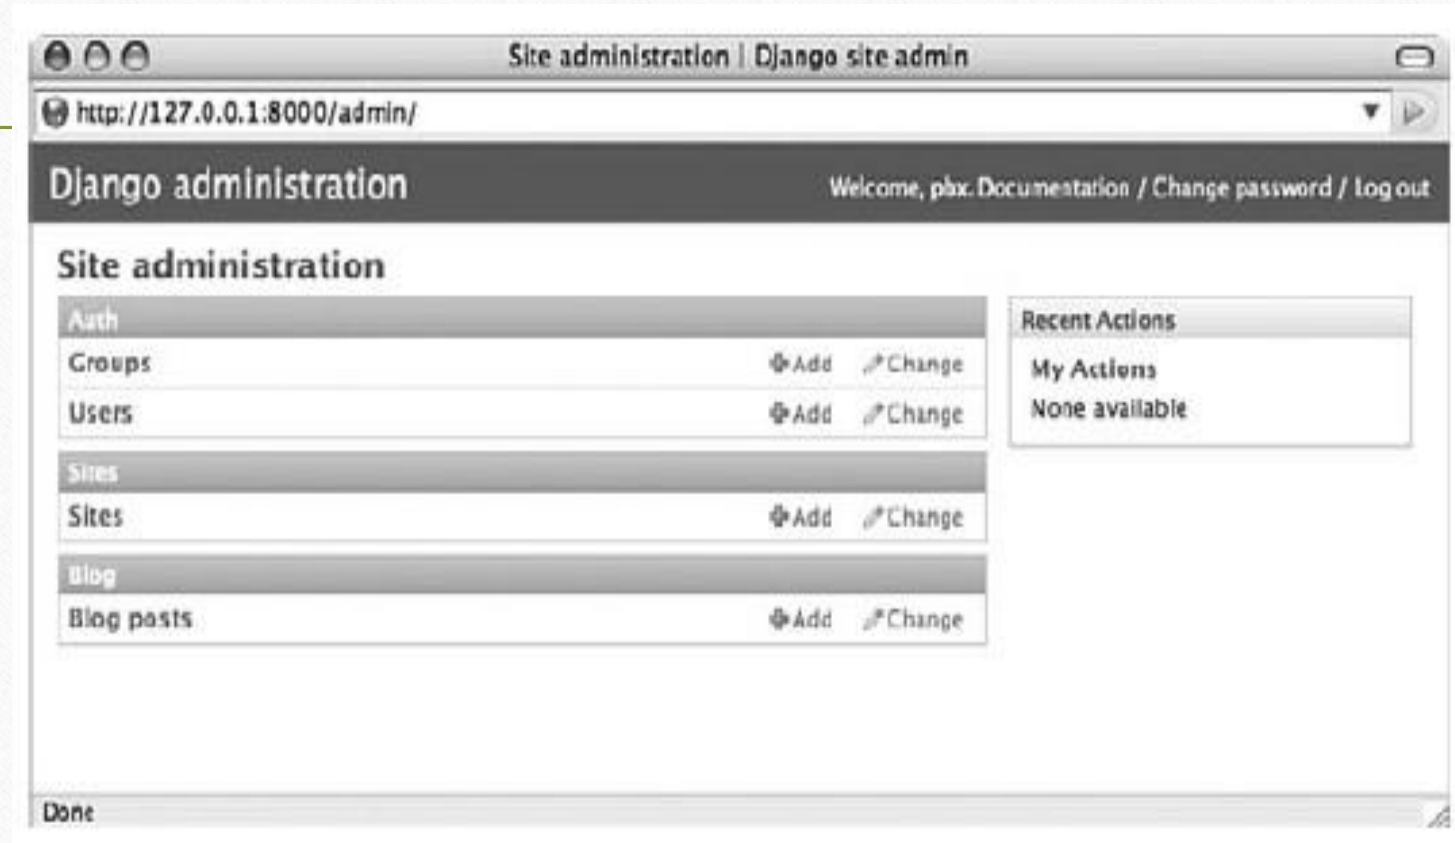 Site administration | Django site admin
http://127.0.0.1:8000/admin/
Django administration
Welcome, pbx. Documentation / Change password / Log out
Site administration
Auth
Groups Add Change
Users Add Change
Sites
Sites Add Change
Blog
Blog posts Add Change
Recent Actions
My Actions
None available
Done